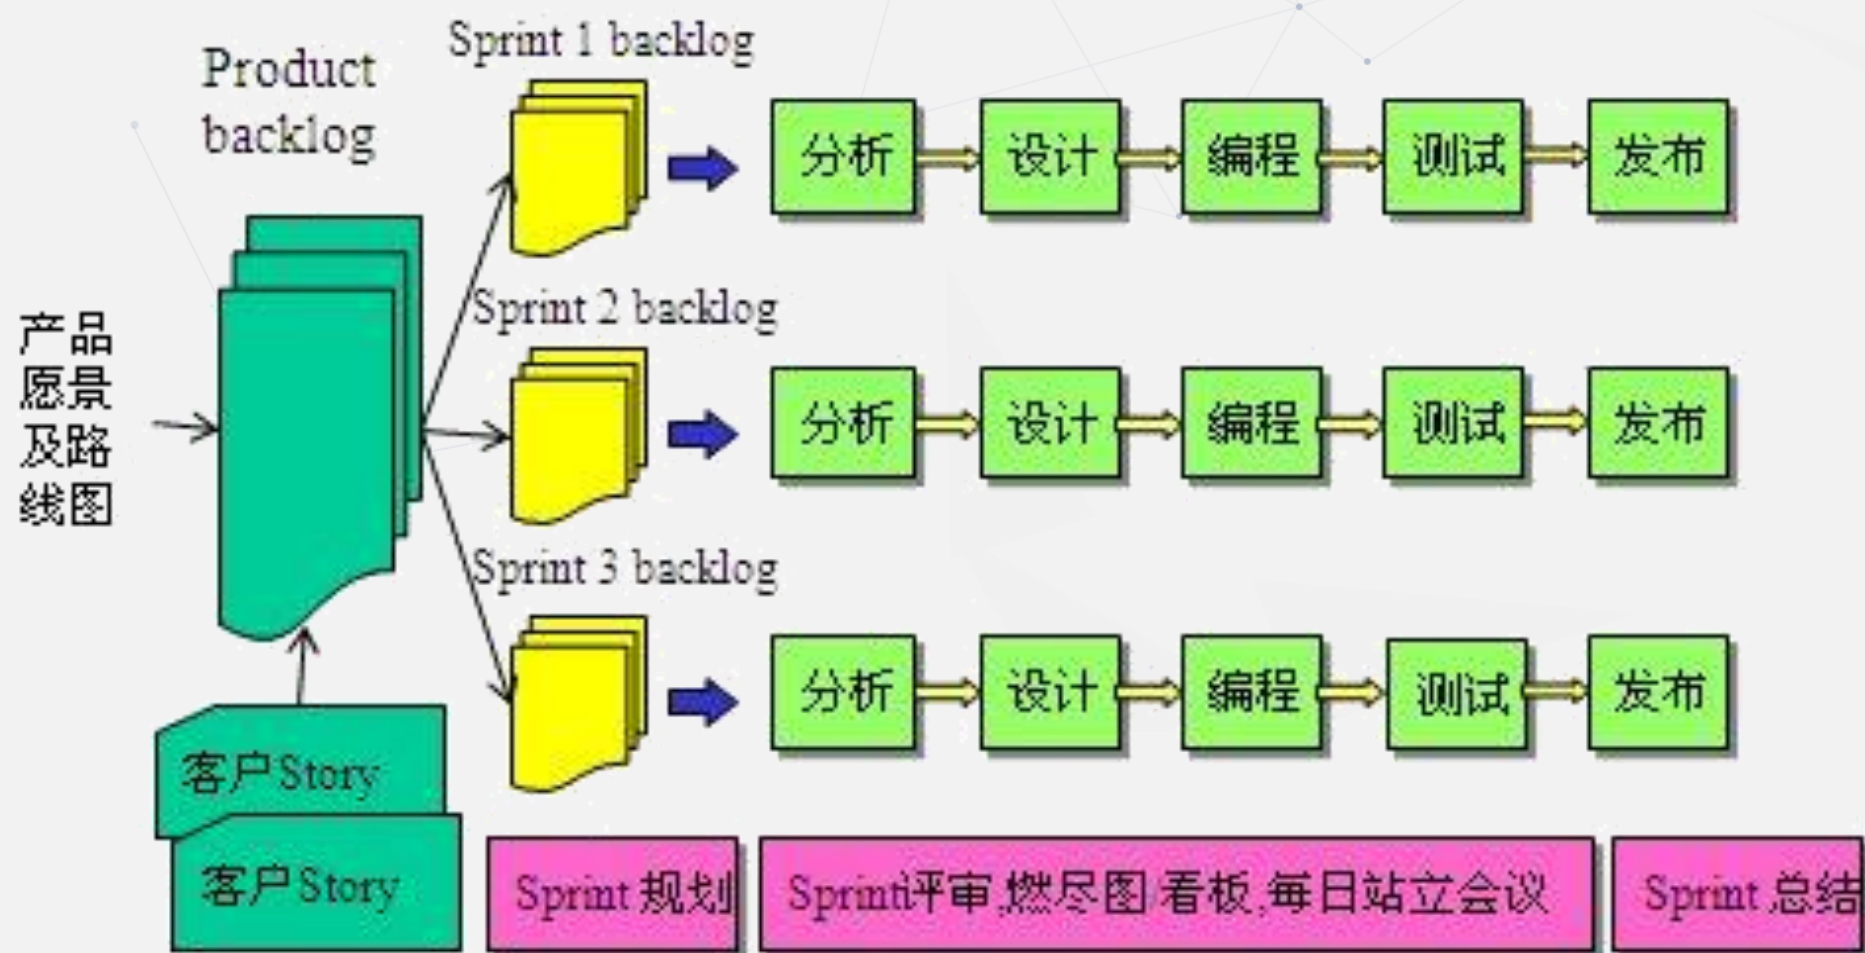 Product
backlog
产品
愿景
及路
线图
客户Story
客户Story
Sprint 1 backlog
分析 设计 编程 测试 发布
Sprint 2 backlog
分析 设计 编程 测试 发布
Sprint 3 backlog
分析 设计 编程 测试 发布
Sprint 规划
Sprint评审,燃尽图/看板,每日站立会议
Sprint 总结